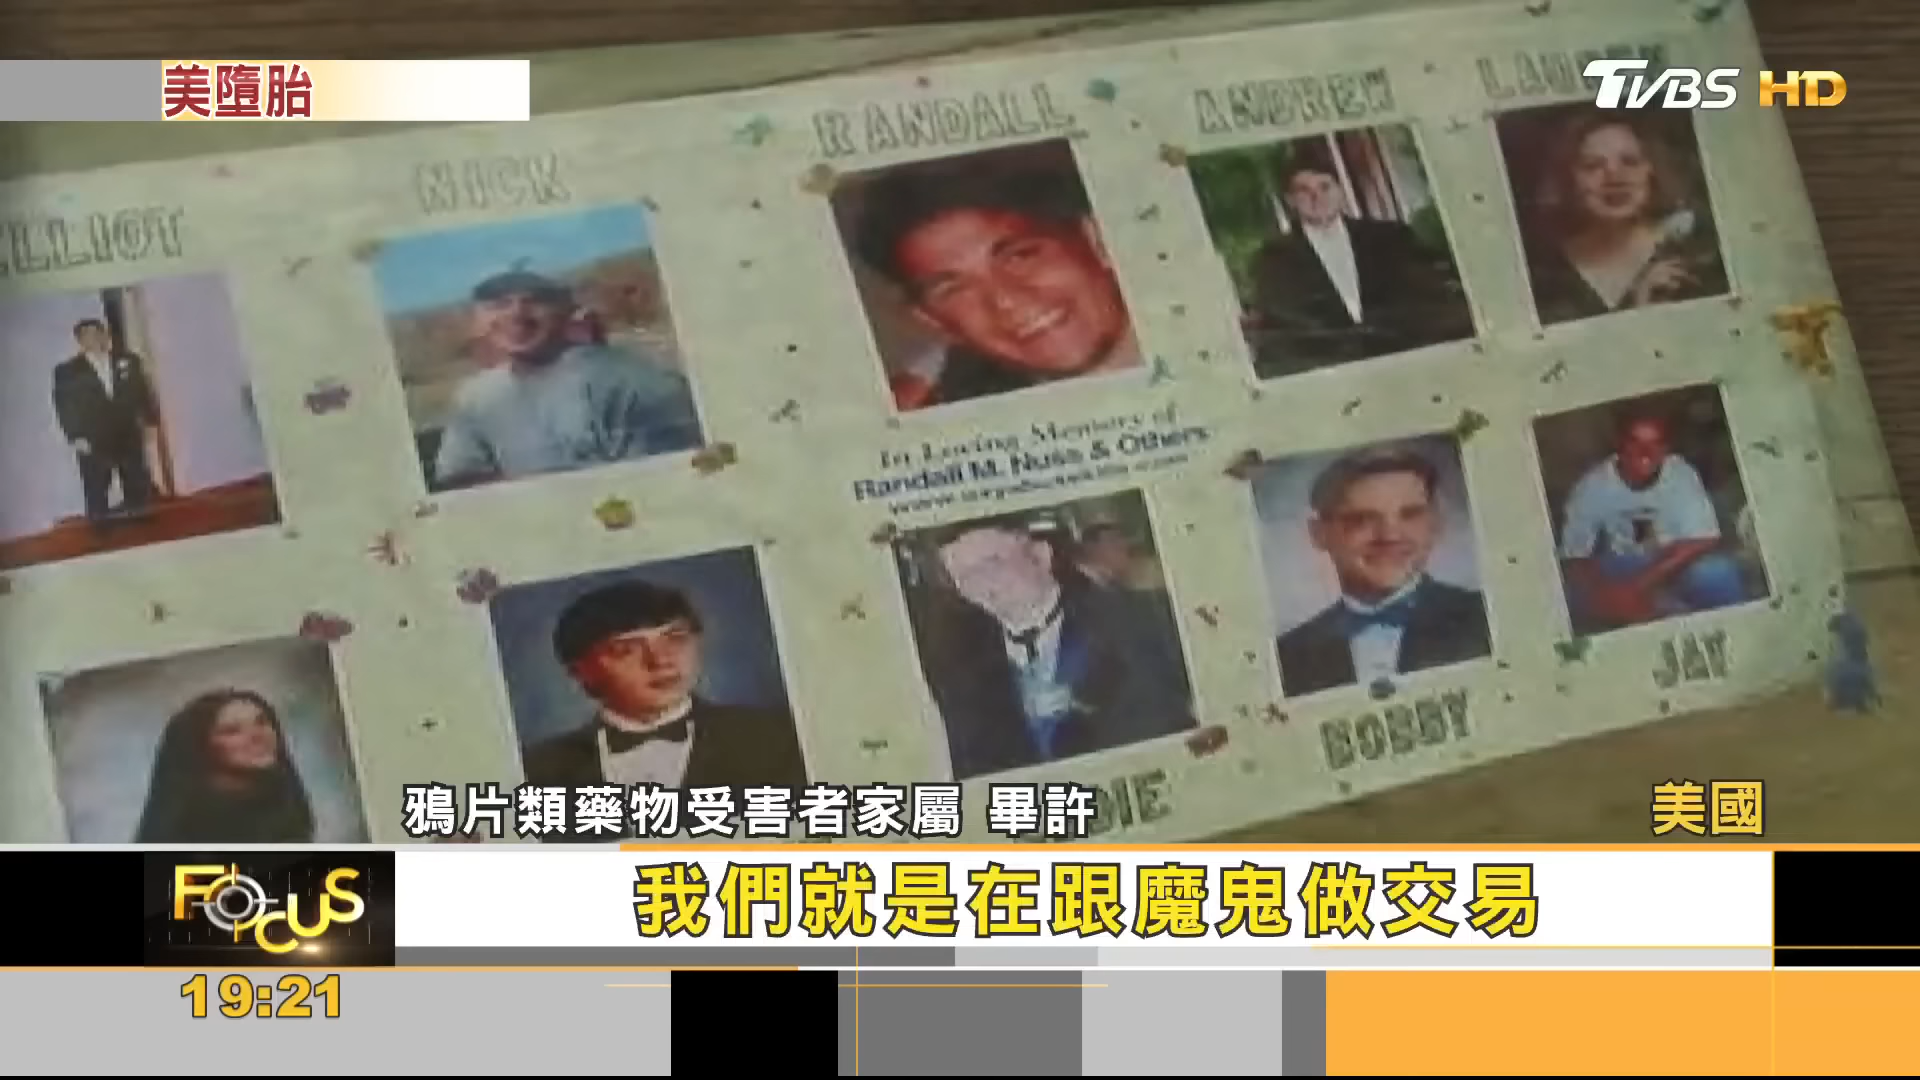 美墮胎
TVBS HD
ELLIOT
NICK
RANDALL
ANDREW
LAUREN
In Loving Memory of
Randall M. Nuss & Others
BOBBY
JAY
鴉片類藥物受害者家屬 畢許
美國
FOCUS
我們就是在跟魔鬼做交易
19:21